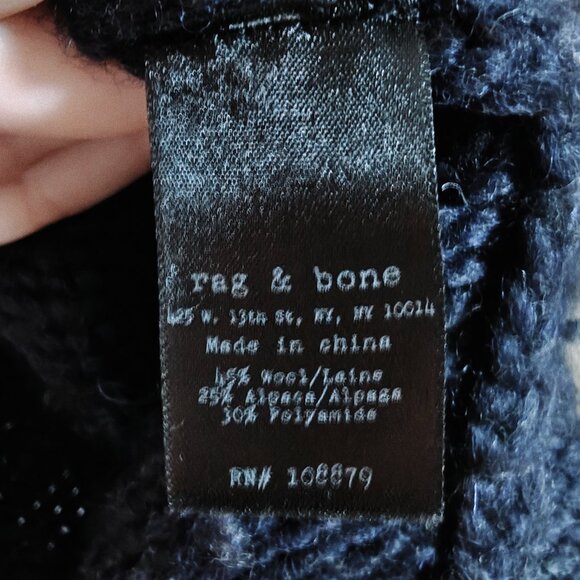 rag & bone
425 W. 13th St, NY, NY 10014
Made in china
45% Wool/Laine
25% Alpaca/Alpaga
30% Polyamide
RN# 108879